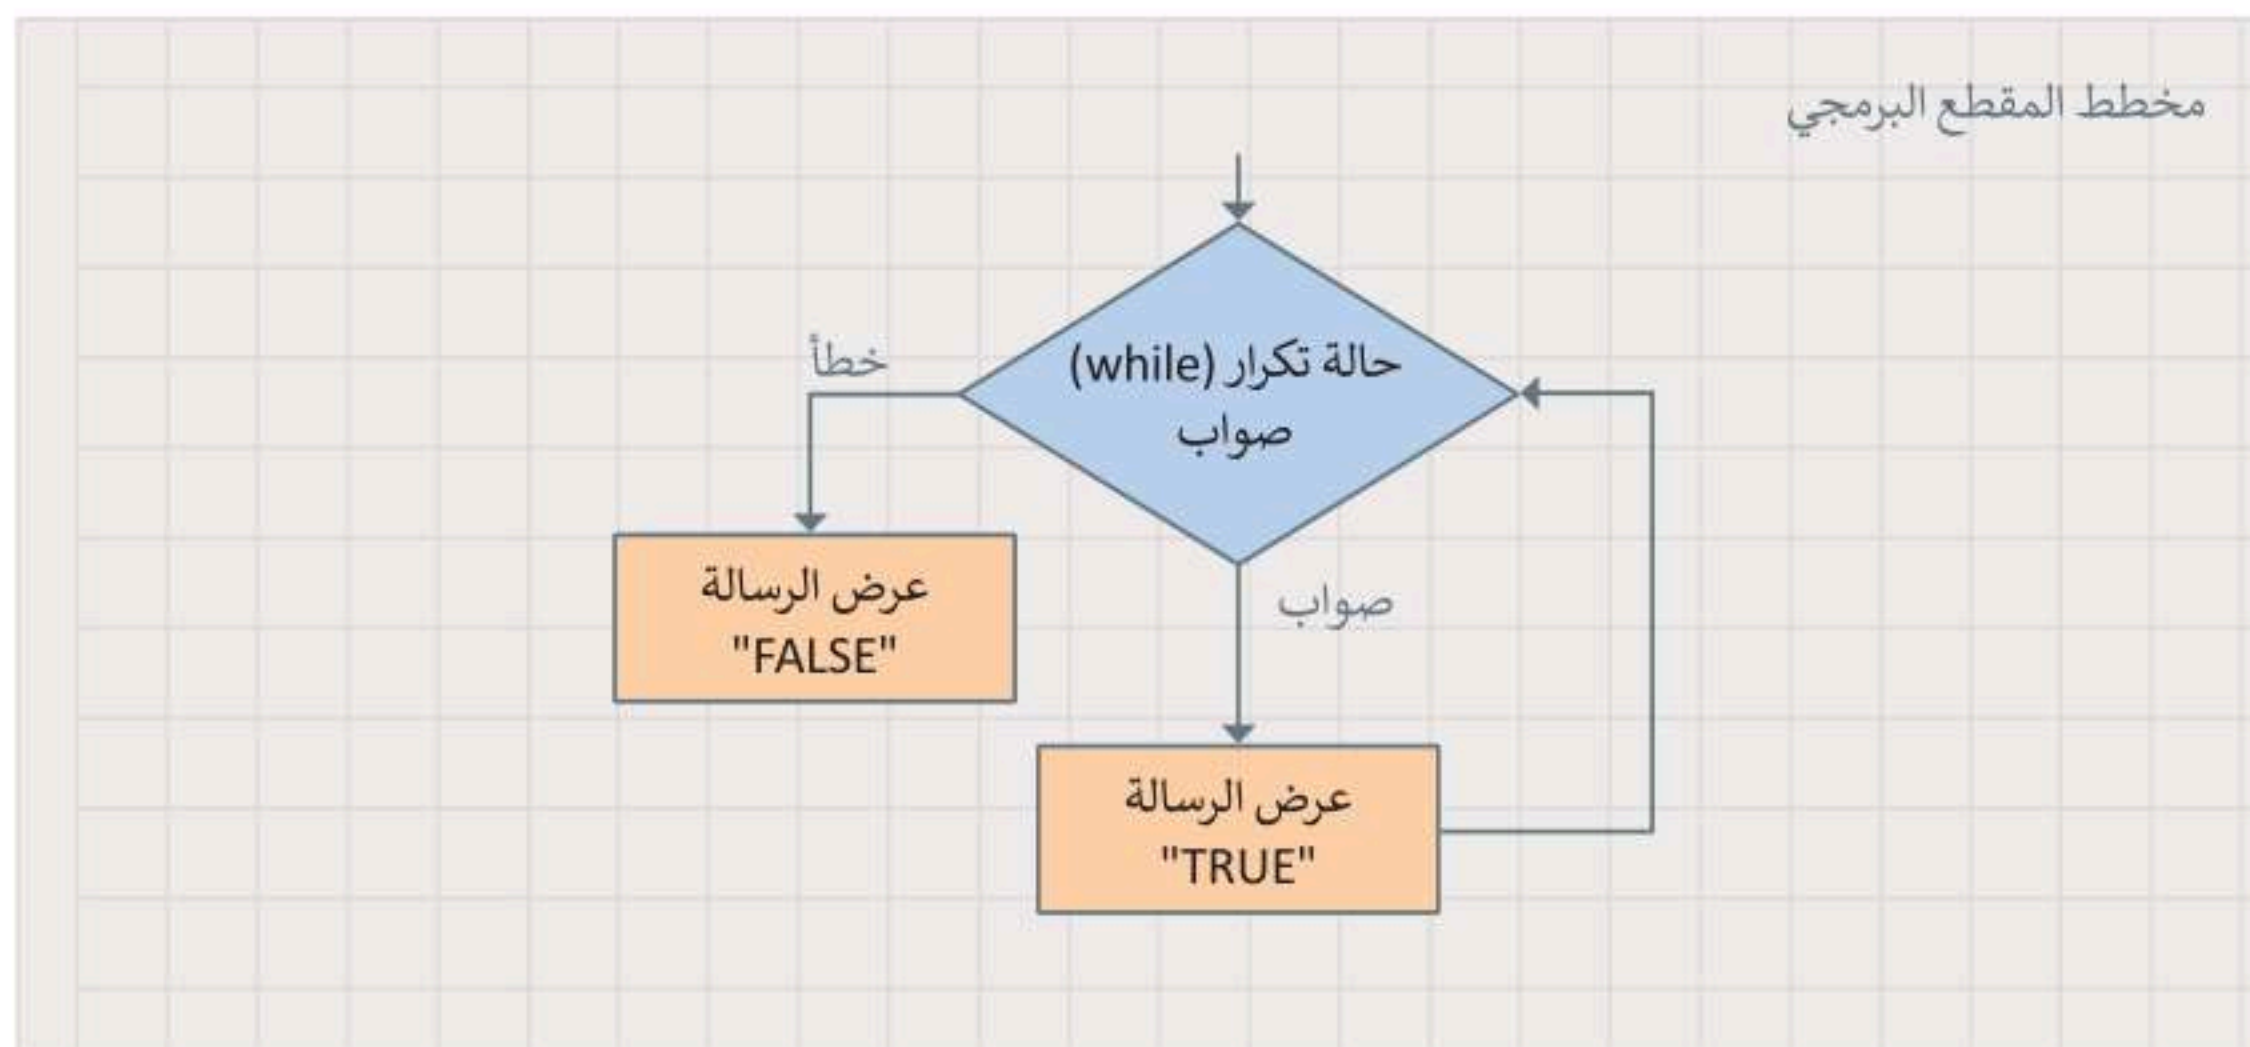 مخطط المقطع البرمجي
حالة تكرار (while)
صواب
خطأ
عرض الرسالة
"FALSE"
صواب
عرض الرسالة
"TRUE"